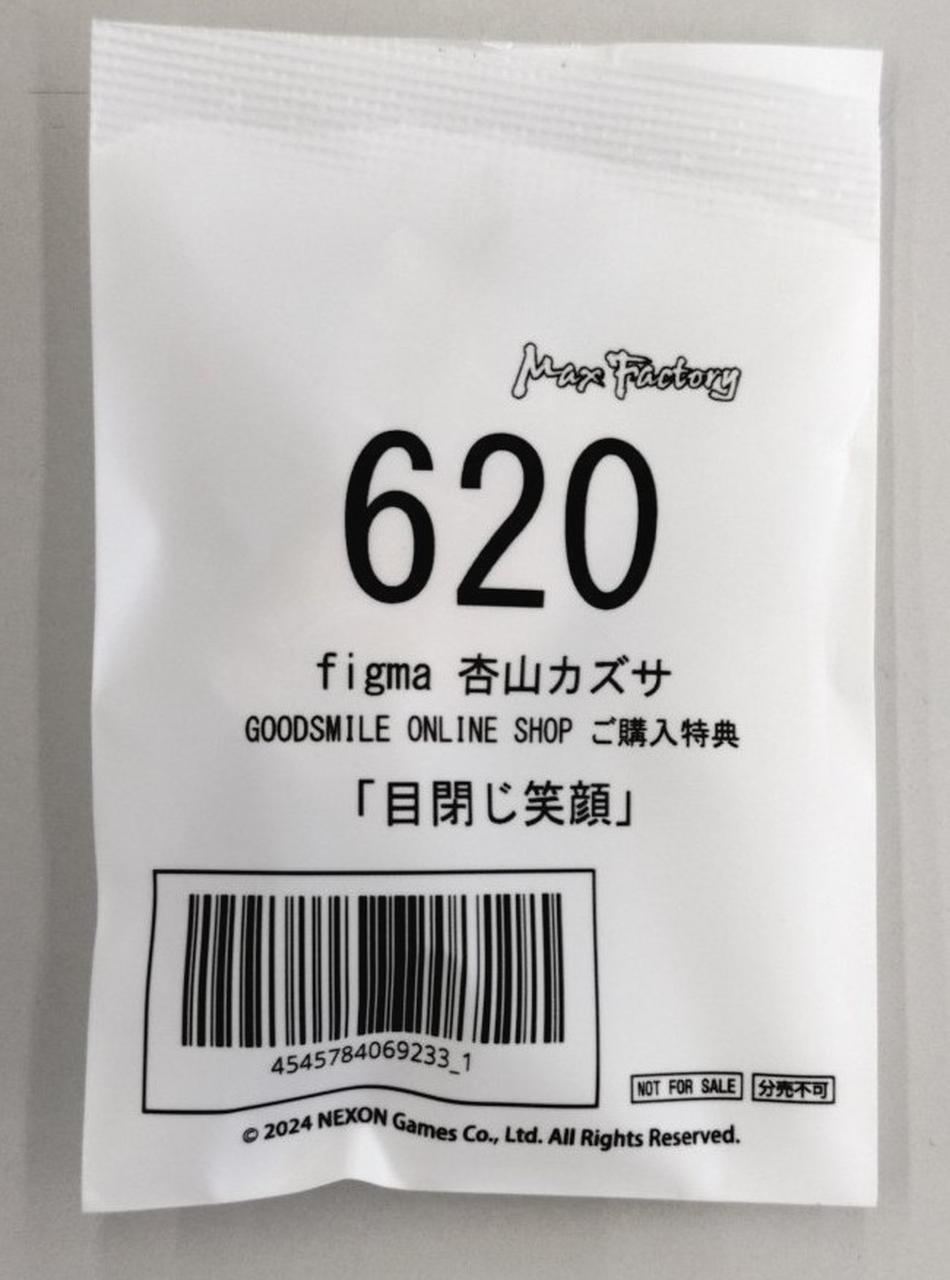 Max Factory
620
figma 杏山カズサ
GOODSMILE ONLINE SHOP ご購入特典
「目閉じ笑顔」
4545784069233_1
NOT FOR SALE 分売不可
© 2024 NEXON Games Co., Ltd. All Rights Reserved.